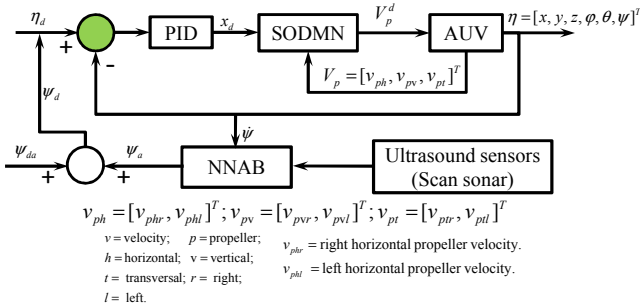 η_d + - PID x_d SODMN V_p^d AUV η = [x, y, z, φ, θ, ψ]^T
V_p = [v_ph, v_pv, v_pt]^T
ψ_d
ψ̇
ψ_da + ψ_a + NNAB Ultrasound sensors
(Scan sonar)
v_ph = [v_phr, v_phl]^T; v_pv = [v_pvr, v_pvl]^T; v_pt = [v_ptr, v_ptl]^T
v = velocity; p = propeller;
h = horizontal; v = vertical;
t = transversal; r = right;
l = left.
v_phr = right horizontal propeller velocity.
v_phl = left horizontal propeller velocity.